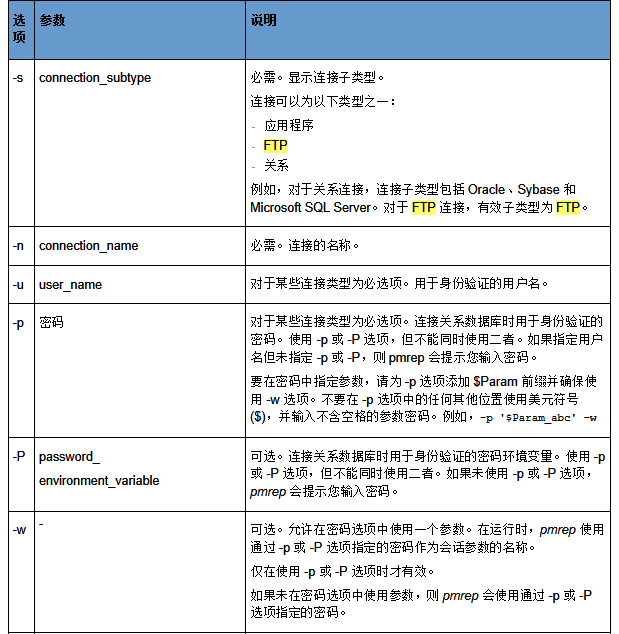 选项 参数 说明
-s connection_subtype 必需。显示连接子类型。
连接可以为以下类型之一：
- 应用程序
- FTP
- 关系
例如，对于关系连接，连接子类型包括 Oracle、Sybase 和
Microsoft SQL Server。对于 FTP 连接，有效子类型为 FTP。
-n connection_name 必需。连接的名称。
-u user_name 对于某些连接类型为必选项。用于身份验证的用户名。
-p 密码 对于某些连接类型为必选项。连接关系数据库时用于身份验证的
密码。使用 -p 或 -P 选项，但不能同时使用二者。如果指定用户
名但未指定 -p 或 -P，则 pmrep 会提示您输入密码。
要在密码中指定参数，请为 -p 选项添加 $Param 前缀并确保使
用 -w 选项。不要在 -p 选项中的任何其他位置使用美元符号
($)，并输入不含空格的参数密码。例如，-p '$Param_abc' -w
-P password_ 可选。连接关系数据库时用于身份验证的密码环境变量。使用 -p
environment_variable 或 -P 选项，但不能同时使用二者。如果未使用 -p 或 -P 选项，
pmrep 会提示您输入密码。
-w - 可选。允许在密码选项中使用一个参数。在运行时，pmrep 使用
通过 -p 或 -P 选项指定的密码作为会话参数的名称。
仅在使用 -p 或 -P 选项时才有效。
如果未在密码选项中使用参数，则 pmrep 会使用通过 -p 或 -P
选项指定的密码。